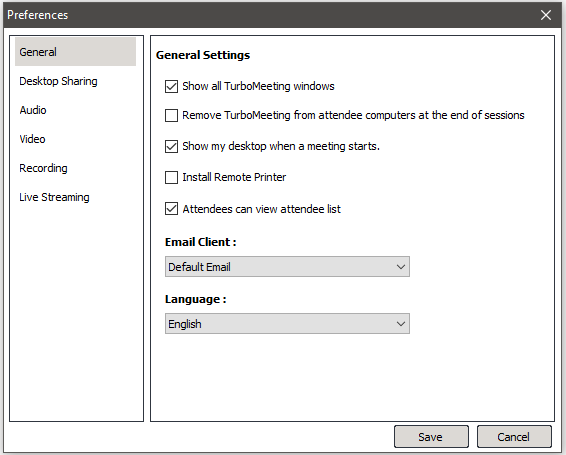 Preferences
General
Desktop Sharing
Audio
Video
Recording
Live Streaming
General Settings
Show all TurboMeeting windows
Remove TurboMeeting from attendee computers at the end of sessions
Show my desktop when a meeting starts.
Install Remote Printer
Attendees can view attendee list
Email Client :
Default Email
Language :
English
Save
Cancel